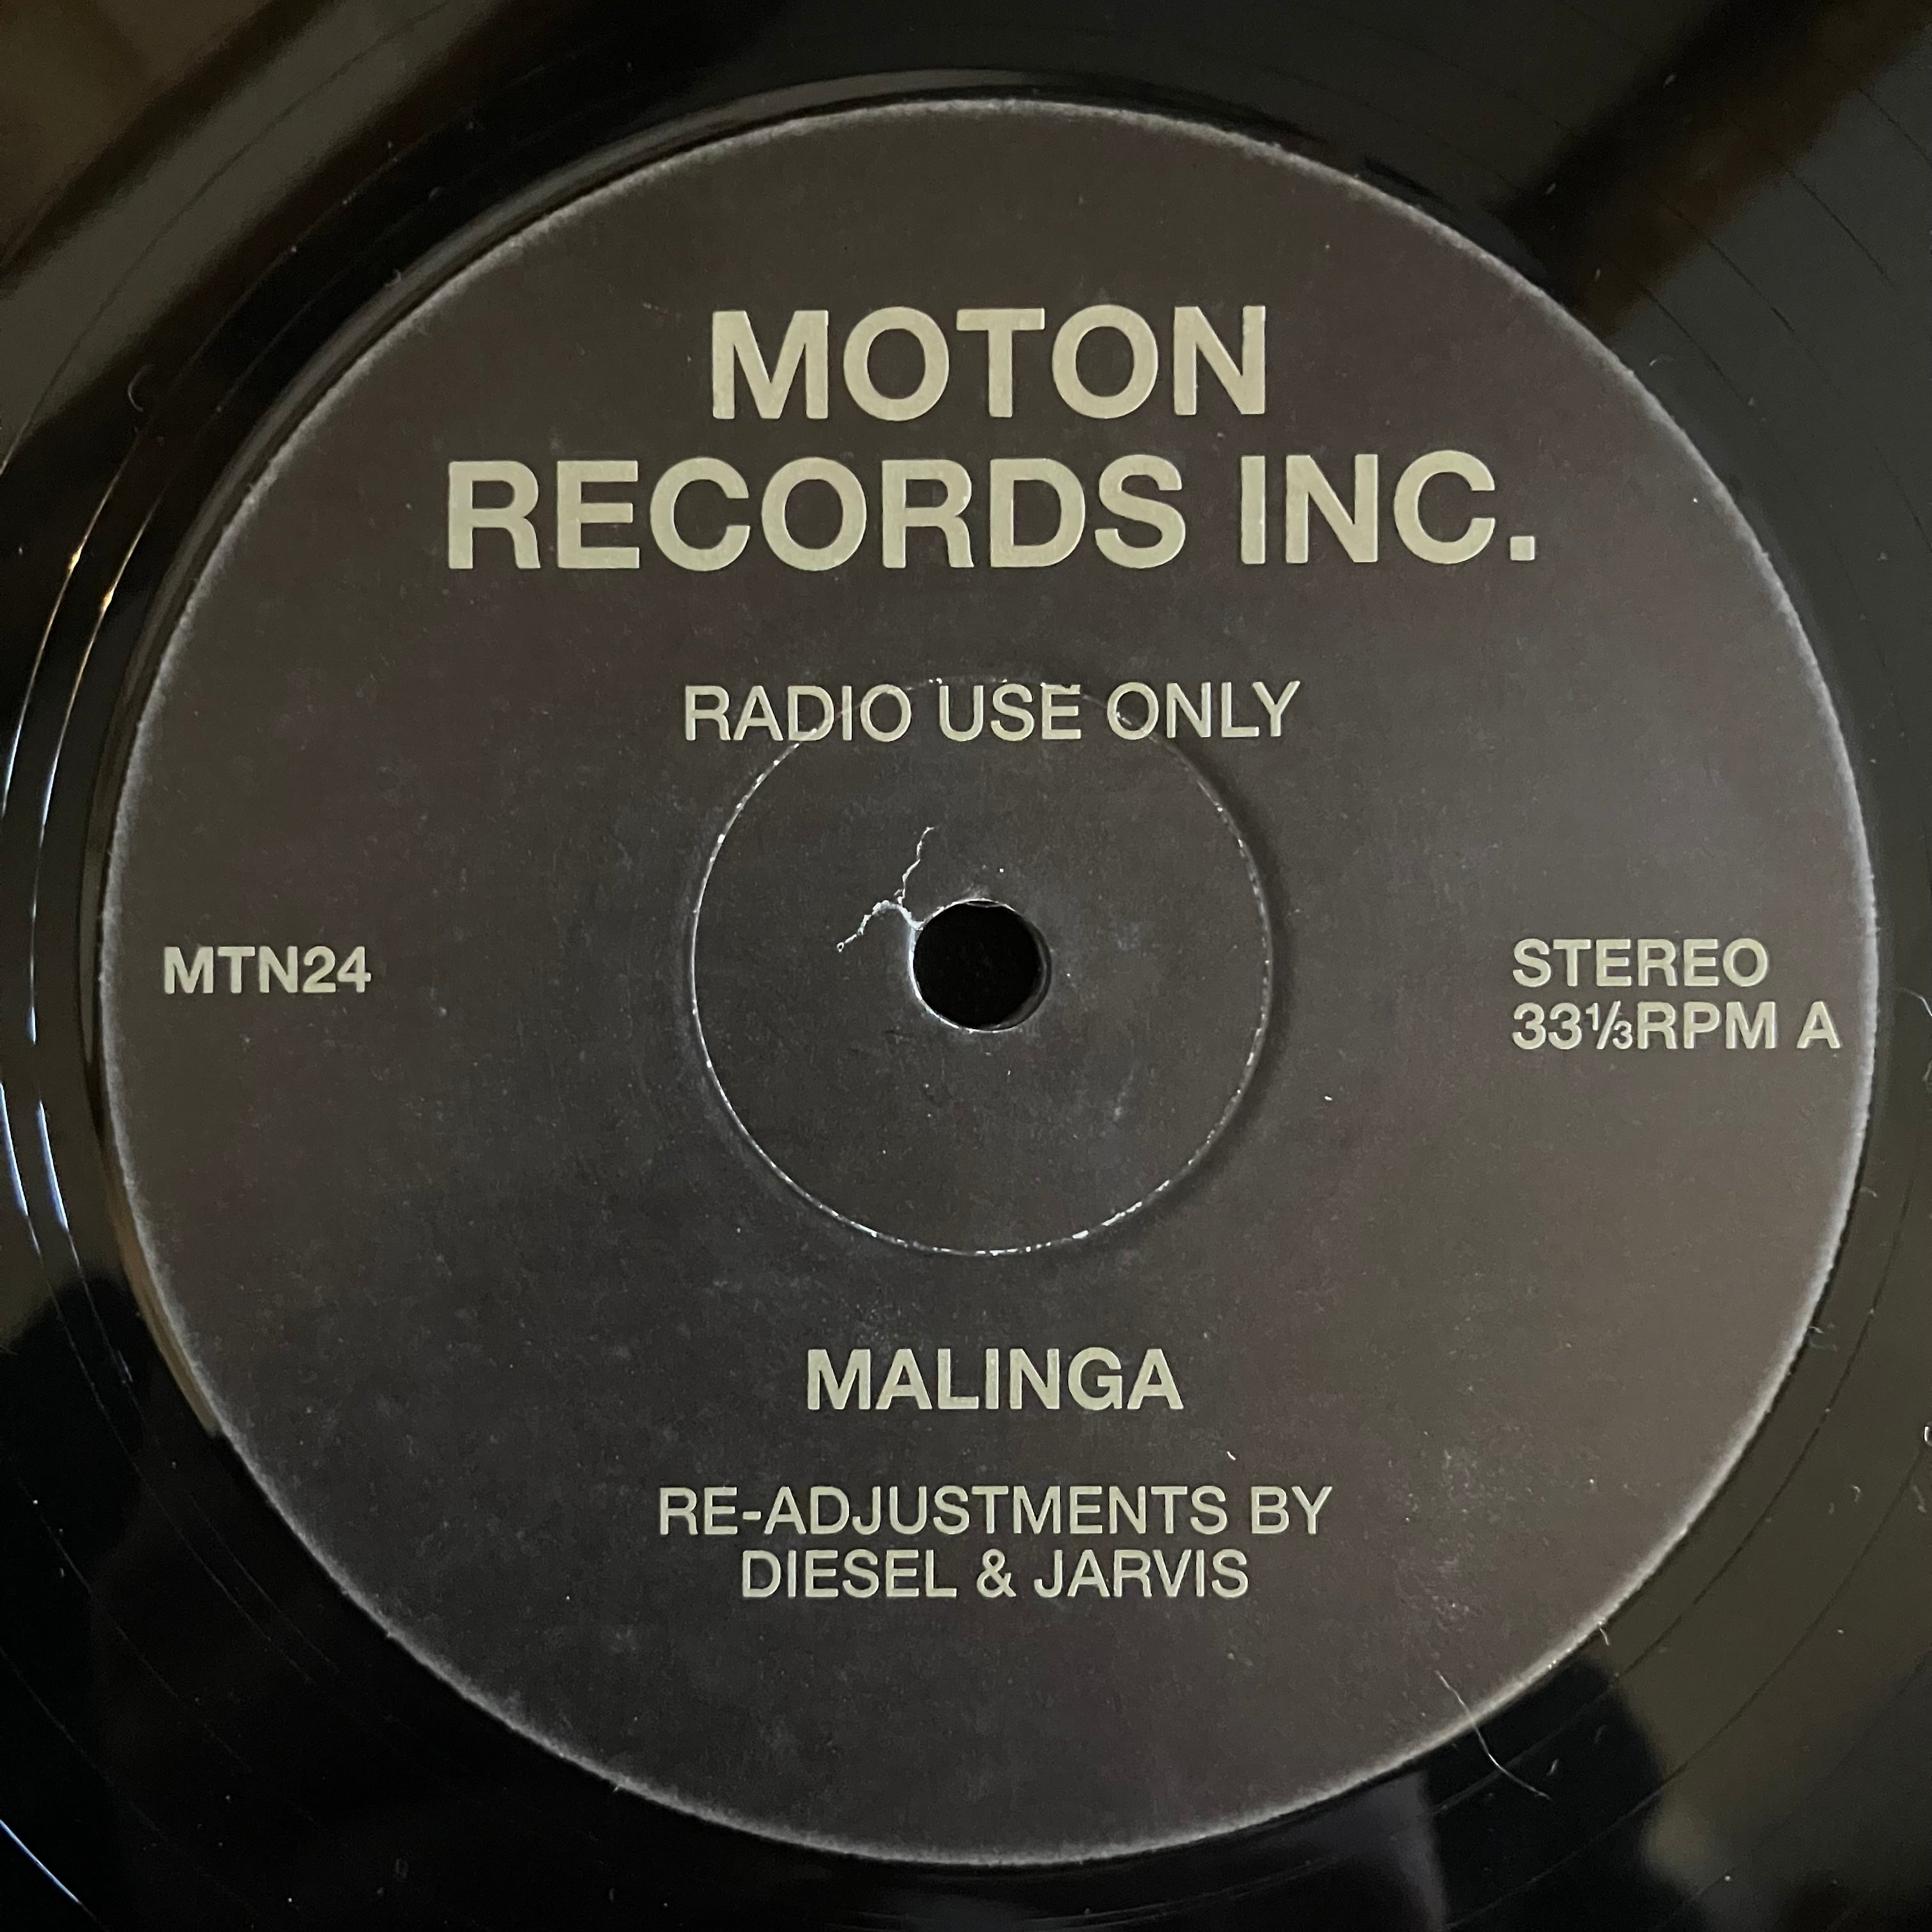 MOTON
RECORDS INC.
RADIO USE ONLY
MTN24
STEREO
33⅓RPM A
MALINGA
RE-ADJUSTMENTS BY
DIESEL & JARVIS